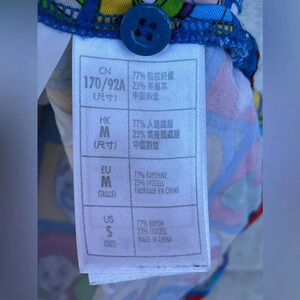 CN
170/92A
(尺寸)
77% 粘胶纤维
23% 莱赛尔
中国制造
HK
M
(尺寸)
77% 人造纖維
23% 萊賽爾纖維
中國製造
EU
M
(TAILLE)
77% RAYONNE
23% LYOCELL
FABRIQUE EN CHINE
US
S
(SIZE)
77% RAYON
23% LYOCELL
MADE IN CHINA